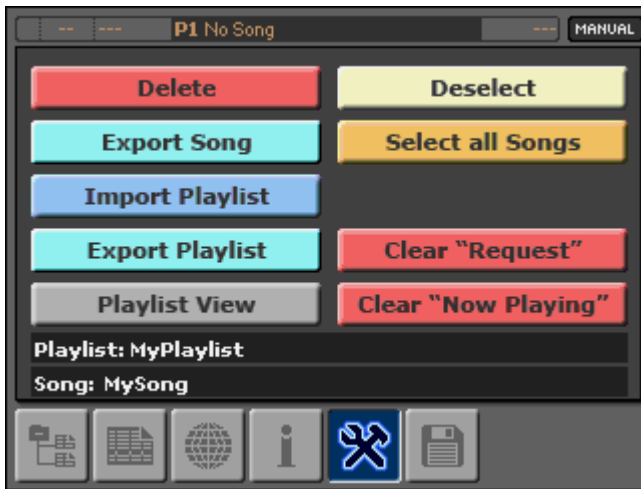 -- --- P1 No Song --- MANUAL
Delete Deselect
Export Song Select all Songs
Import Playlist
Export Playlist Clear “Request”
Playlist View Clear “Now Playing”
Playlist: MyPlaylist
Song: MySong